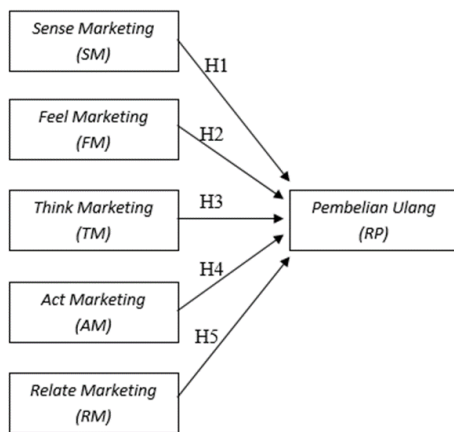 Sense Marketing
(SM)
H1
Feel Marketing
(FM)
H2
Think Marketing
(TM)
H3
Pembelian Ulang
(RP)
H4
Act Marketing
(AM)
H5
Relate Marketing
(RM)